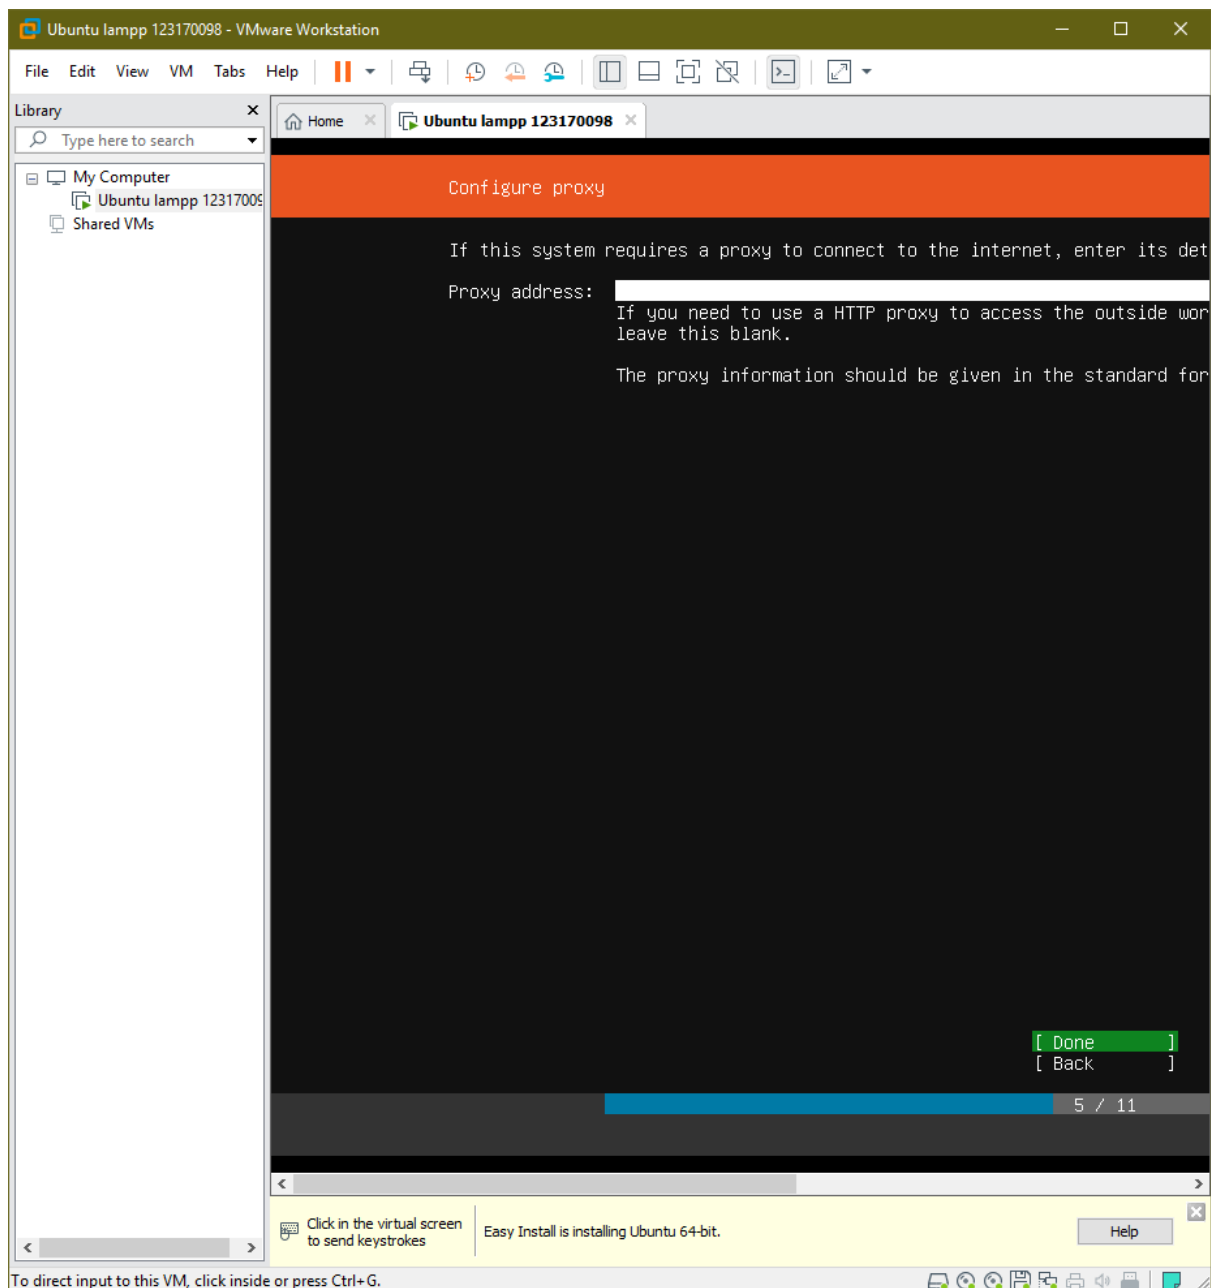 Ubuntu lampp 123170098 - VMware Workstation
File Edit View VM Tabs Help
Library
Home
Ubuntu lampp 123170098
Type here to search
My Computer
Ubuntu lampp 12317009
Shared VMs
Configure proxy
If this system requires a proxy to connect to the internet, enter its det
Proxy address:
If you need to use a HTTP proxy to access the outside wor
leave this blank.
The proxy information should be given in the standard for
[ Done ]
[ Back ]
5 / 11
Click in the virtual screen
to send keystrokes
Easy Install is installing Ubuntu 64-bit.
Help
To direct input to this VM, click inside or press Ctrl+G.